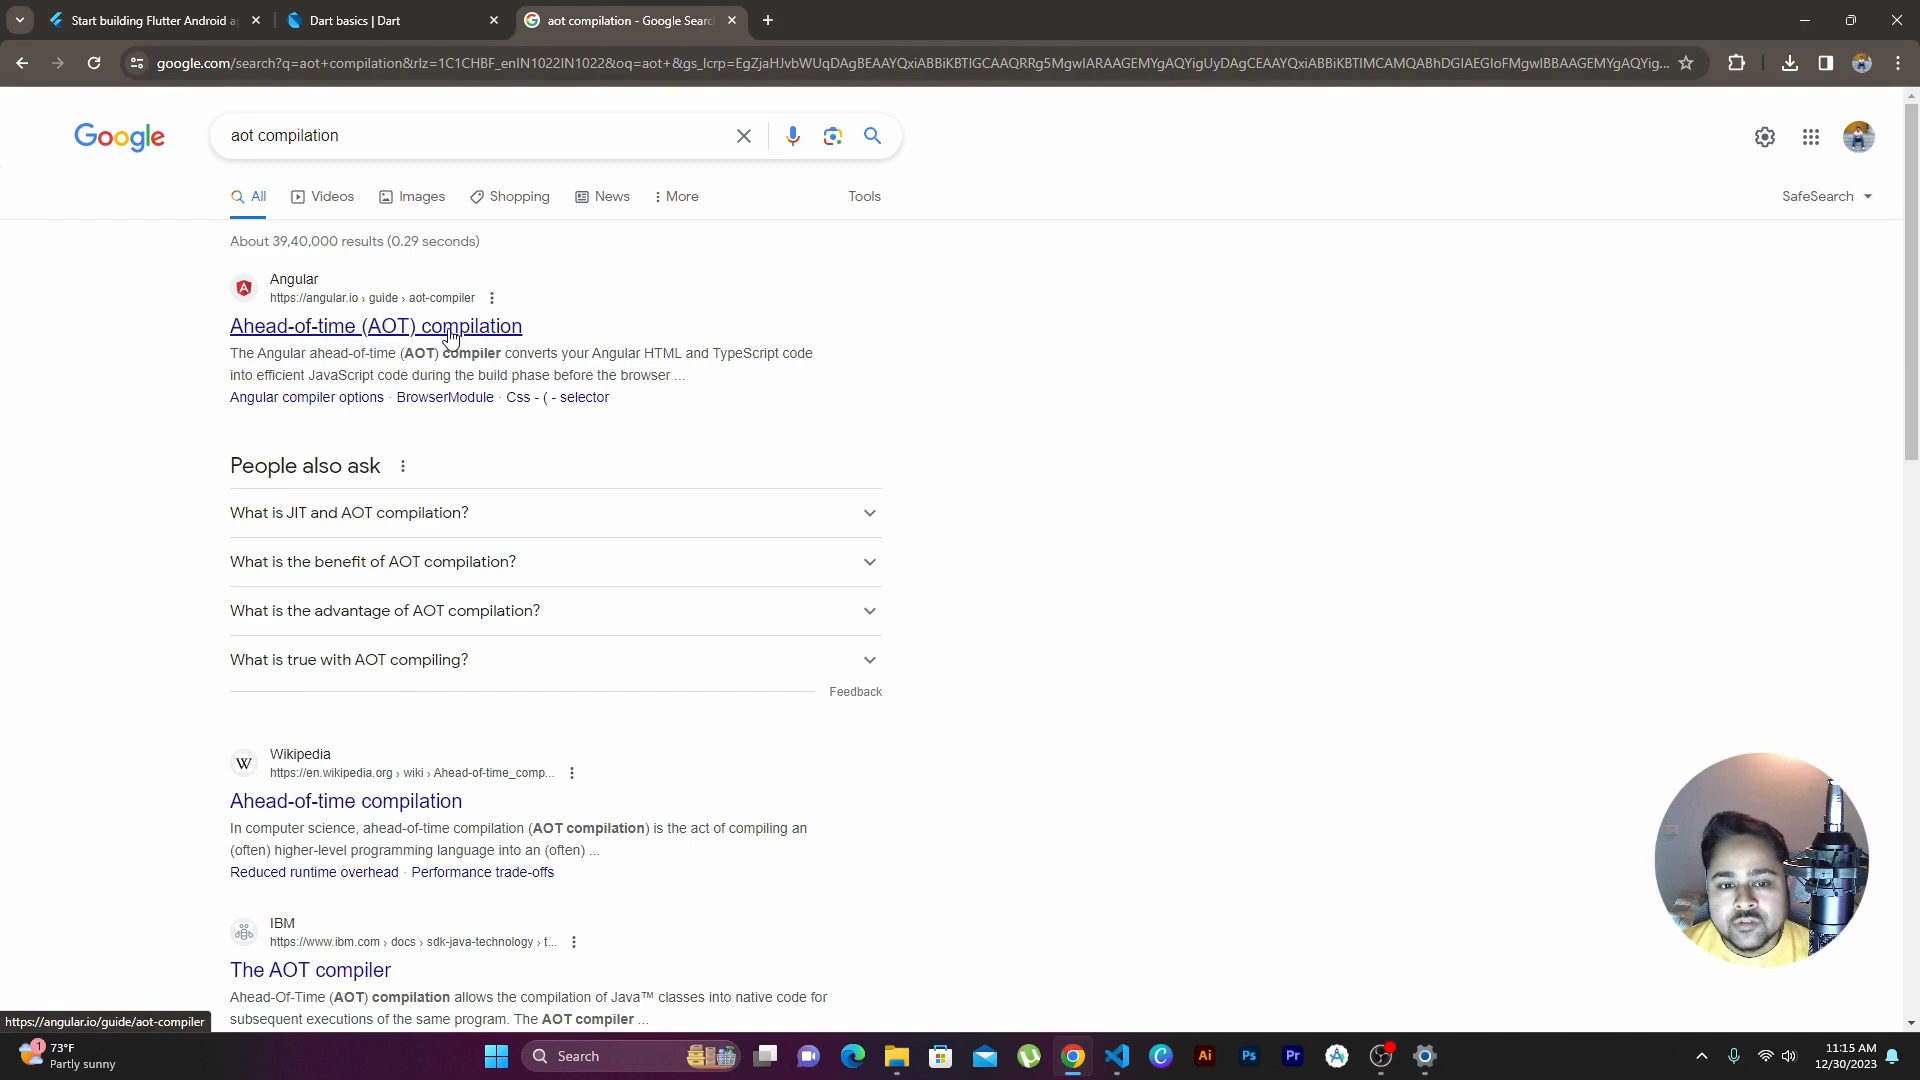 Start building Flutter Android a
Dart basics | Dart
aot compilation - Google Searc
google.com/search?q=aot+compilation&rlz=1C1CHBF_enIN1022IN1022&oq=aot+&gs_lcrp=EgZjaHJvbWUqDAgBEAAYQxiABBiKBTIGCAAQRRg5MgwIARAAGEMYgAQYigUyDAgCEAAYQxiABBiKBTIMCAMQABhDGIAEGIoFMgwIBBAAGEMYgAQYig...
Google
aot compilation
All
Videos
Images
Shopping
News
More
Tools
SafeSearch
About 39,40,000 results (0.29 seconds)
Angular
https://angular.io › guide › aot-compiler
Ahead-of-time (AOT) compilation
The Angular ahead-of-time (AOT) compiler converts your Angular HTML and TypeScript code
into efficient JavaScript code during the build phase before the browser ...
Angular compiler options · BrowserModule · Css - ( - selector
People also ask
What is JIT and AOT compilation?
What is the benefit of AOT compilation?
What is the advantage of AOT compilation?
What is true with AOT compiling?
Feedback
W
Wikipedia
https://en.wikipedia.org › wiki › Ahead-of-time_comp...
Ahead-of-time compilation
In computer science, ahead-of-time compilation (AOT compilation) is the act of compiling an
(often) higher-level programming language into an (often) ...
Reduced runtime overhead · Performance trade-offs
IBM
https://www.ibm.com › docs › sdk-java-technology › t...
The AOT compiler
Ahead-Of-Time (AOT) compilation allows the compilation of Java™ classes into native code for
subsequent executions of the same program. The AOT compiler ...
https://angular.io/guide/aot-compiler
1
73°F
Partly sunny
Search
Ai
Ps
Pr
11:15 AM
12/30/2023